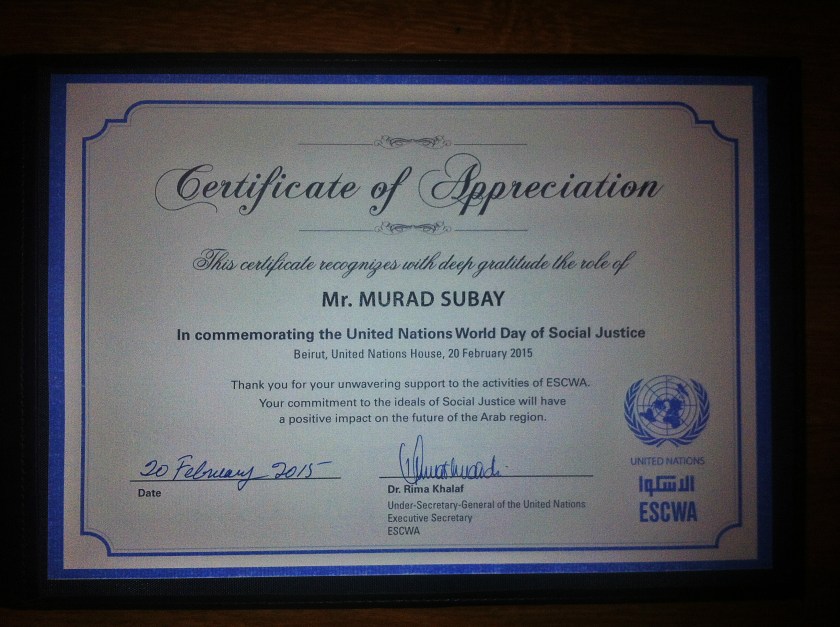 Certificate of Appreciation
This certificate recognizes with deep gratitude the role of
Mr. MURAD SUBAY
In commemorating the United Nations World Day of Social Justice
Beirut, United Nations House, 20 February 2015
Thank you for your unwavering support to the activities of ESCWA.
Your commitment to the ideals of Social Justice will have
a positive impact on the future of the Arab region.
20 February 2015
Date
Dr. Rima Khalaf
Under-Secretary-General of the United Nations
Executive Secretary
ESCWA
UNITED NATIONS
الاسكوا
ESCWA